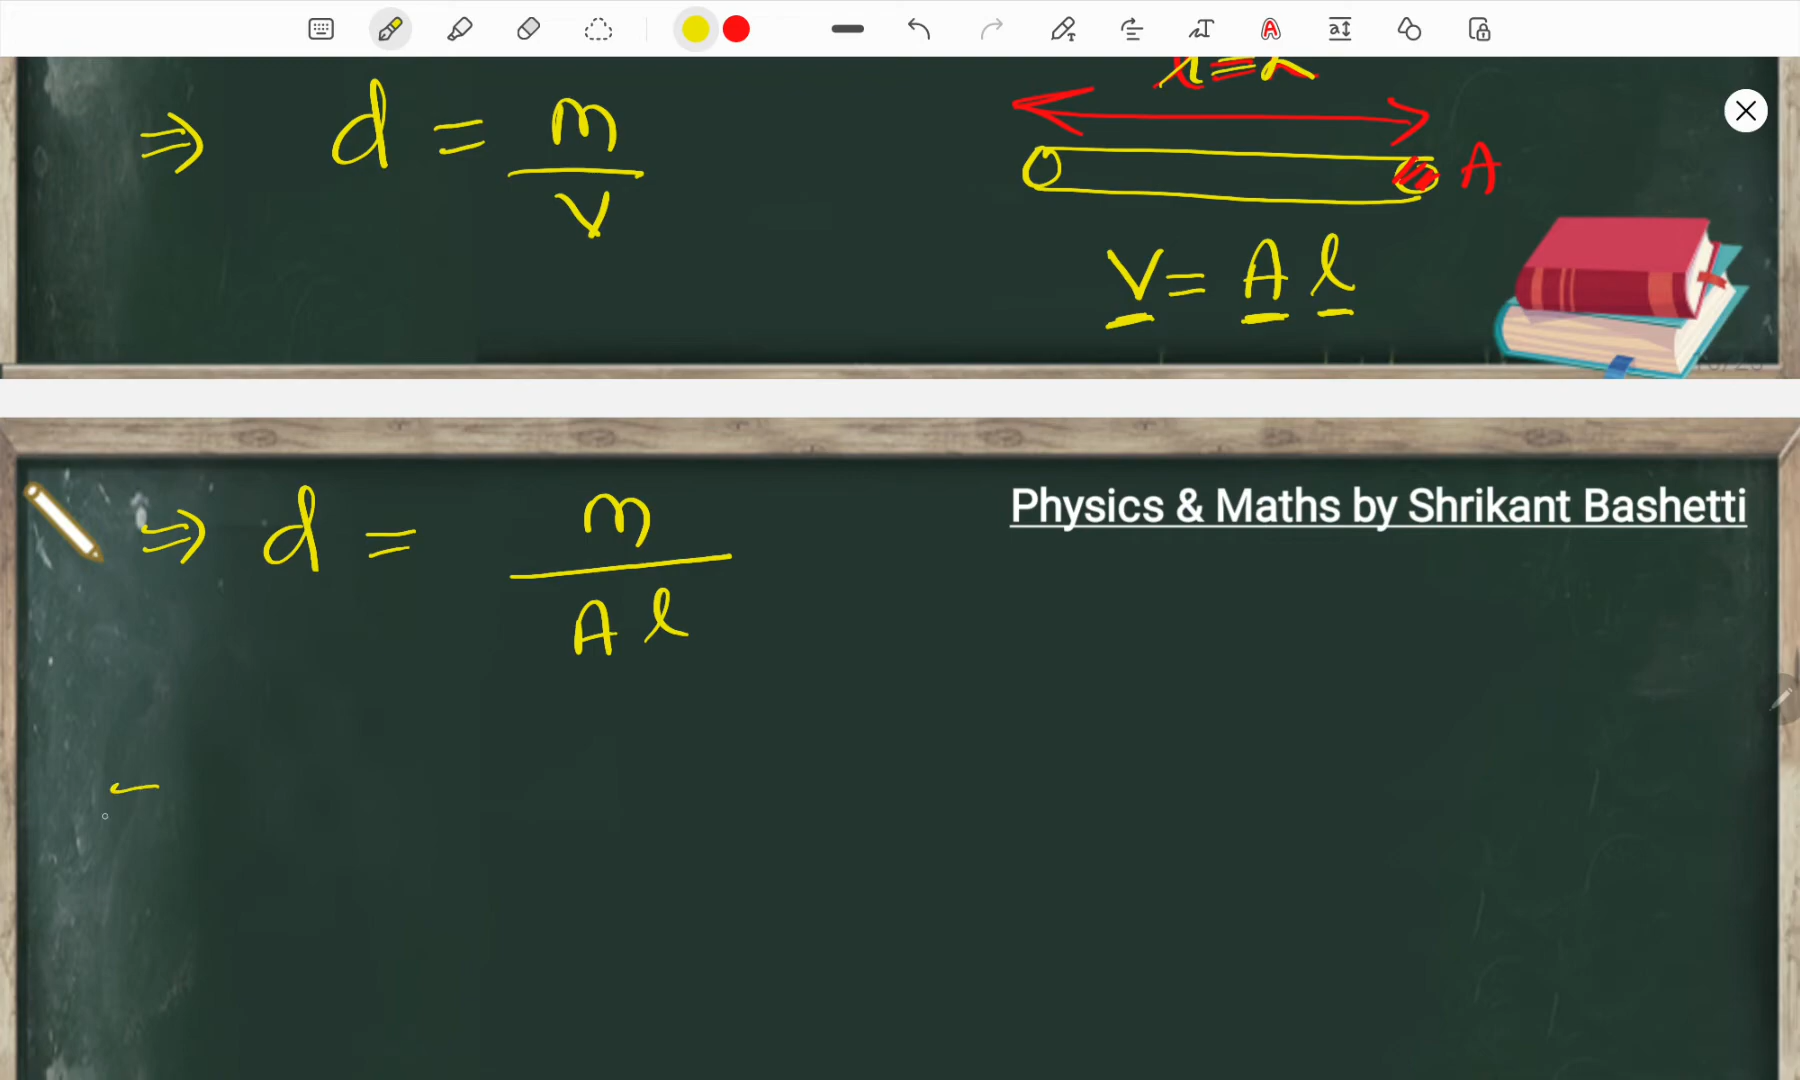 ⇒ d = m / V
A
V = A l
Physics & Maths by Shrikant Bashetti
⇒ d = m / A l